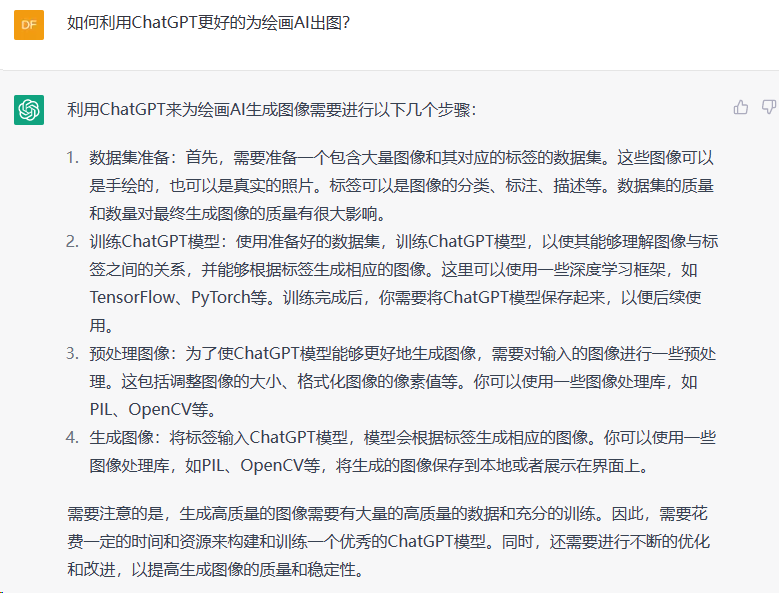 DF
如何利用ChatGPT更好的为绘画AI出图？
利用ChatGPT来为绘画AI生成图像需要进行以下几个步骤：
1. 数据集准备：首先，需要准备一个包含大量图像和其对应的标签的数据集。这些图像可以
是手绘的，也可以是真实的照片。标签可以是图像的分类、标注、描述等。数据集的质量
和数量对最终生成图像的质量有很大影响。
2. 训练ChatGPT模型：使用准备好的数据集，训练ChatGPT模型，以使其能够理解图像与标
签之间的关系，并能够根据标签生成相应的图像。这里可以使用一些深度学习框架，如
TensorFlow、PyTorch等。训练完成后，你需要将ChatGPT模型保存起来，以便后续使
用。
3. 预处理图像：为了使ChatGPT模型能够更好地生成图像，需要对输入的图像进行一些预处
理。这包括调整图像的大小、格式化图像的像素值等。你可以使用一些图像处理库，如
PIL、OpenCV等。
4. 生成图像：将标签输入ChatGPT模型，模型会根据标签生成相应的图像。你可以使用一些
图像处理库，如PIL、OpenCV等，将生成的图像保存到本地或者展示在界面上。
需要注意的是，生成高质量的图像需要有大量的高质量的数据和充分的训练。因此，需要花
费一定的时间和资源来构建和训练一个优秀的ChatGPT模型。同时，还需要进行不断的优化
和改进，以提高生成图像的质量和稳定性。